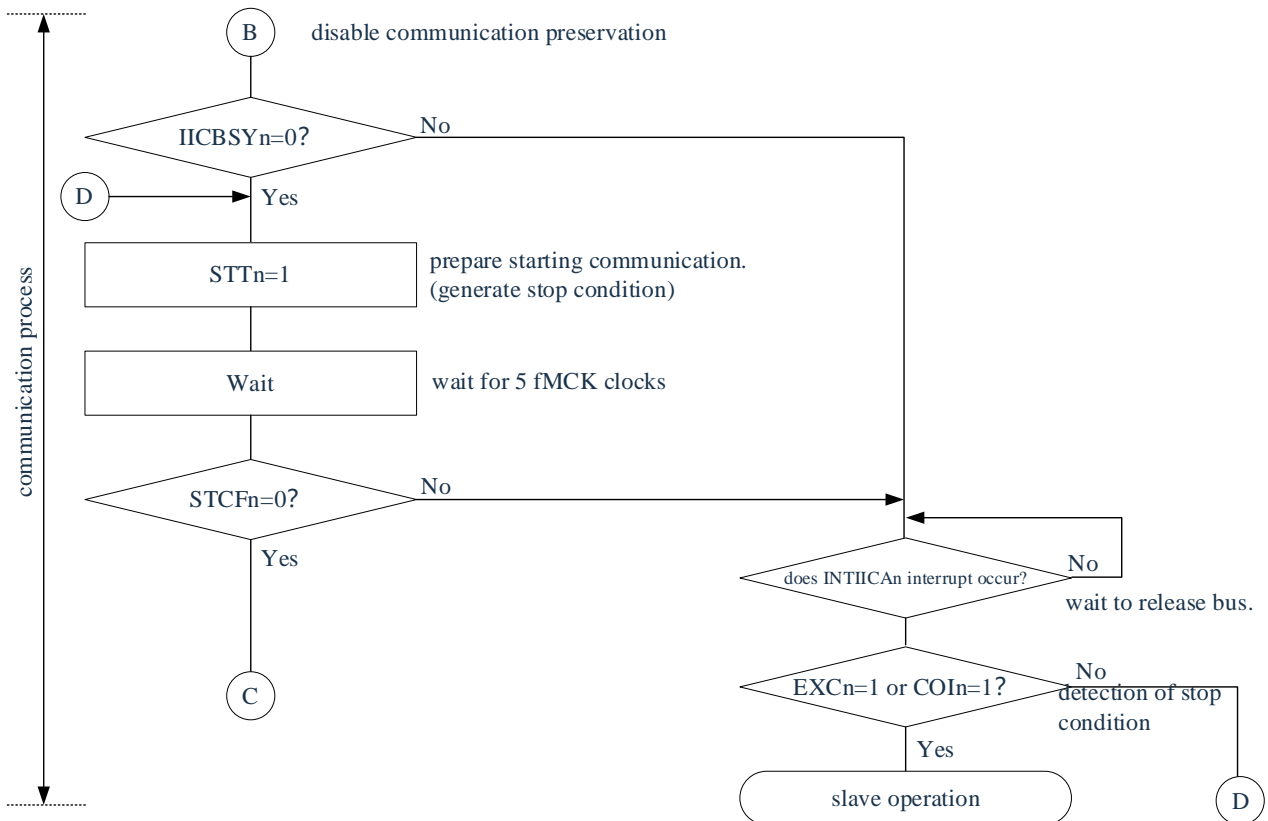 B
disable communication preservation
IICBSYn=0?
No
D
Yes
STTn=1
prepare starting communication.
(generate stop condition)
communication process
Wait
wait for 5 fMCK clocks
STCFn=0?
No
Yes
does INTIICAn interrupt occur?
No
wait to release bus.
C
EXCn=1 or COIn=1?
No
detection of stop
condition
Yes
slave operation
D